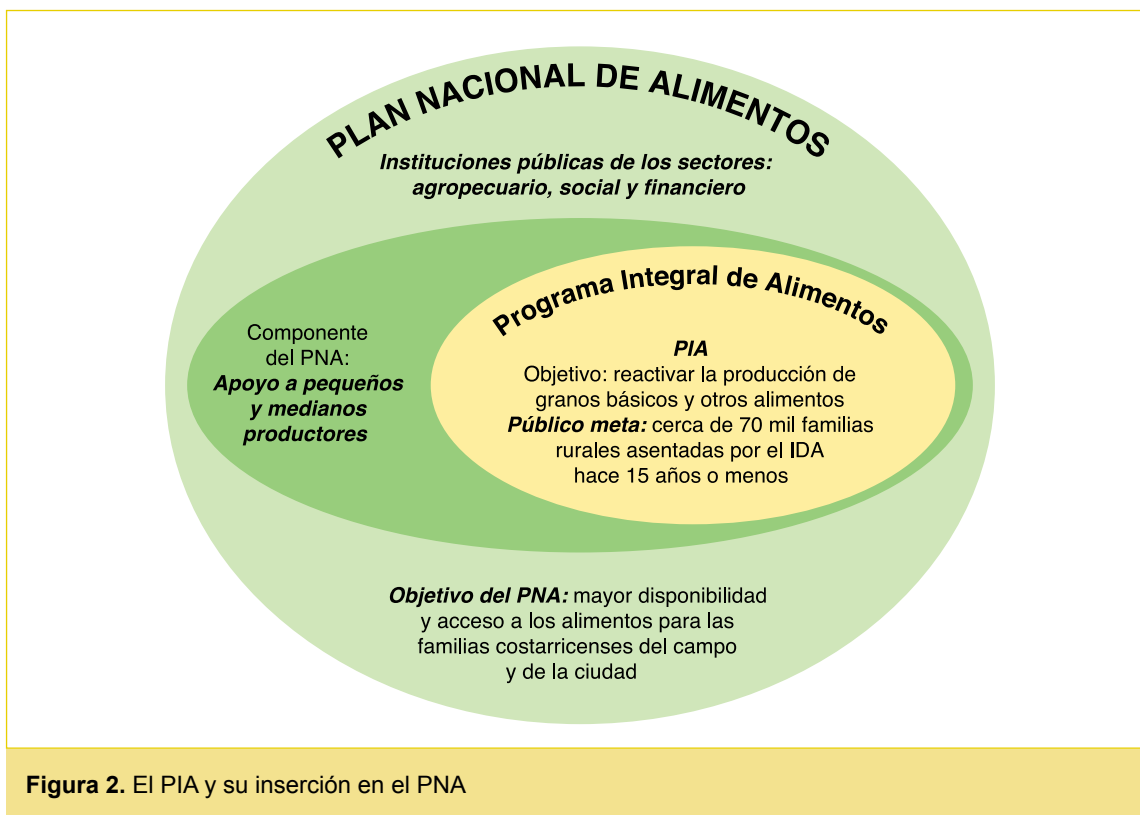 PLAN NACIONAL DE ALIMENTOS
Instituciones públicas de los sectores:
agropecuario, social y financiero
Componente
del PNA:
Apoyo a pequeños
y medianos
productores
Programa Integral de Alimentos
PIA
Objetivo: reactivar la producción de
granos básicos y otros alimentos
Público meta: cerca de 70 mil familias
rurales asentadas por el IDA
hace 15 años o menos
Objetivo del PNA: mayor disponibilidad
y acceso a los alimentos para las
familias costarricenses del campo
y de la ciudad
Figura 2. El PIA y su inserción en el PNA